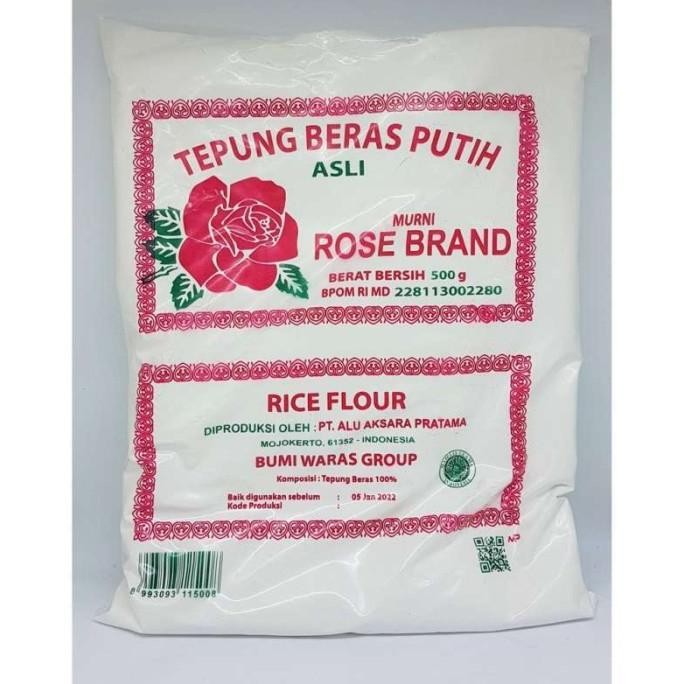 TEPUNG BERAS PUTIH
ASLI
MURNI
ROSE BRAND
BERAT BERSIH 500 g
BPOM RI MD 228113002280
RICE FLOUR
DIPRODUKSI OLEH : PT. ALU AKSARA PRATAMA
MOJOKERTO, 61352 - INDONESIA
BUMI WARAS GROUP
Komposisi : Tepung Beras 100%
Baik digunakan sebelum : 05 Jan 2022
Kode Produksi :
8 993093 115008